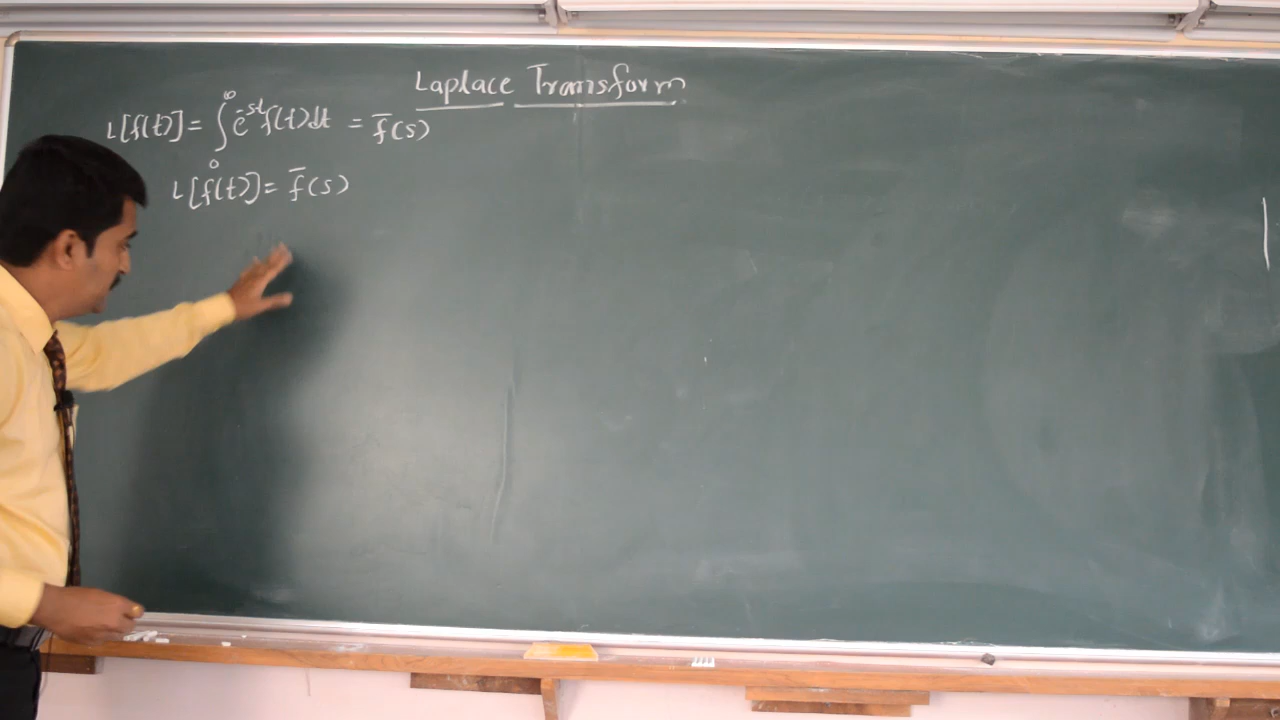 Laplace Transform
L[f(t)] = ∫₀^∞ e^{-st} f(t) dt = f̄(s)
L[f(t)] = f̄(s)